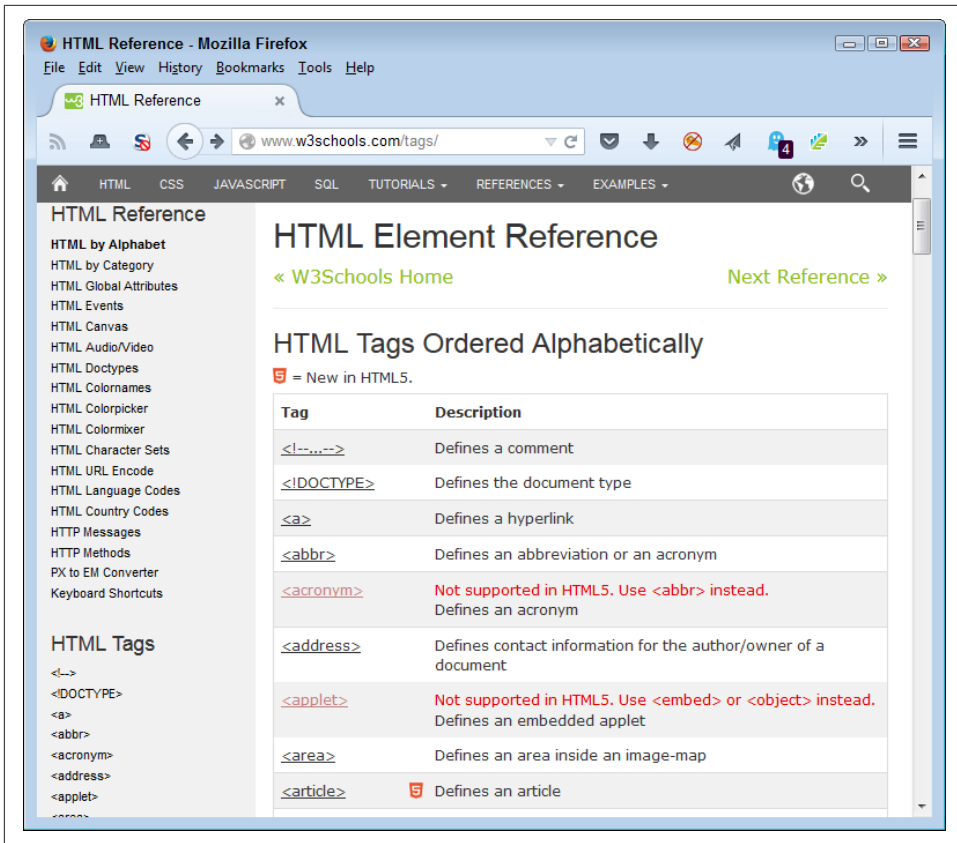 HTML Reference - Mozilla Firefox
File Edit View History Bookmarks Tools Help
HTML Reference
www.w3schools.com/tags/
4
HTML CSS JAVASCRIPT SQL TUTORIALS REFERENCES EXAMPLES
HTML Reference
HTML by Alphabet
HTML by Category
HTML Global Attributes
HTML Events
HTML Canvas
HTML Audio/Video
HTML Doctypes
HTML Colornames
HTML Colorpicker
HTML Colormixer
HTML Character Sets
HTML URL Encode
HTML Language Codes
HTML Country Codes
HTTP Messages
HTTP Methods
PX to EM Converter
Keyboard Shortcuts
HTML Tags
<!-->
<!DOCTYPE>
<a>
<abbr>
<acronym>
<address>
<applet>
<area>
HTML Element Reference
« W3Schools Home Next Reference »
HTML Tags Ordered Alphabetically
5 = New in HTML5.
Tag Description
<!--...--> Defines a comment
<!DOCTYPE> Defines the document type
<a> Defines a hyperlink
<abbr> Defines an abbreviation or an acronym
<acronym> Not supported in HTML5. Use <abbr> instead.
Defines an acronym
<address> Defines contact information for the author/owner of a
document
<applet> Not supported in HTML5. Use <embed> or <object> instead.
Defines an embedded applet
<area> Defines an area inside an image-map
<article> 5 Defines an article